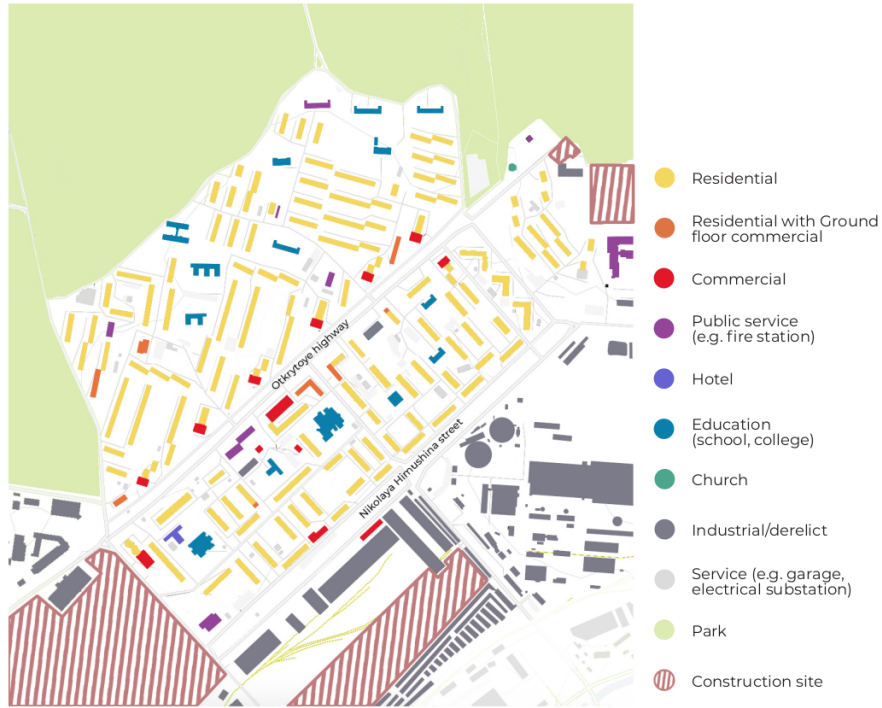 Otkrytoye highway
Nikolaya Himushina street
Residential
Residential with Ground
floor commercial
Commercial
Public service
(e.g. fire station)
Hotel
Education
(school, college)
Church
Industrial/derelict
Service (e.g. garage,
electrical substation)
Park
Construction site